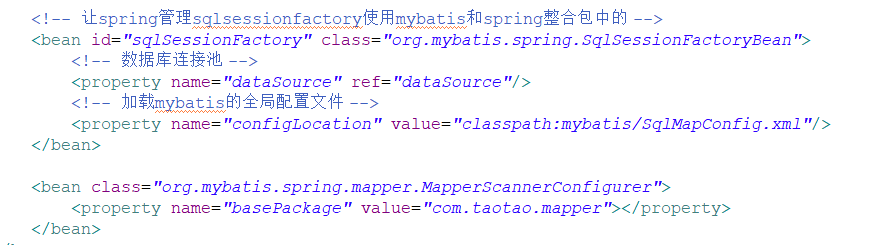 <!-- 让spring管理sqlsessionfactory使用mybatis和spring整合包中的 -->
<bean id="sqlSessionFactory" class="org.mybatis.spring.SqlSessionFactoryBean">
<!-- 数据库连接池 -->
<property name="dataSource" ref="dataSource"/>
<!-- 加载mybatis的全局配置文件 -->
<property name="configLocation" value="classpath:mybatis/SqlMapConfig.xml"/>
</bean>
<bean class="org.mybatis.spring.mapper.MapperScannerConfigurer">
<property name="basePackage" value="com.taotao.mapper"></property>
</bean>